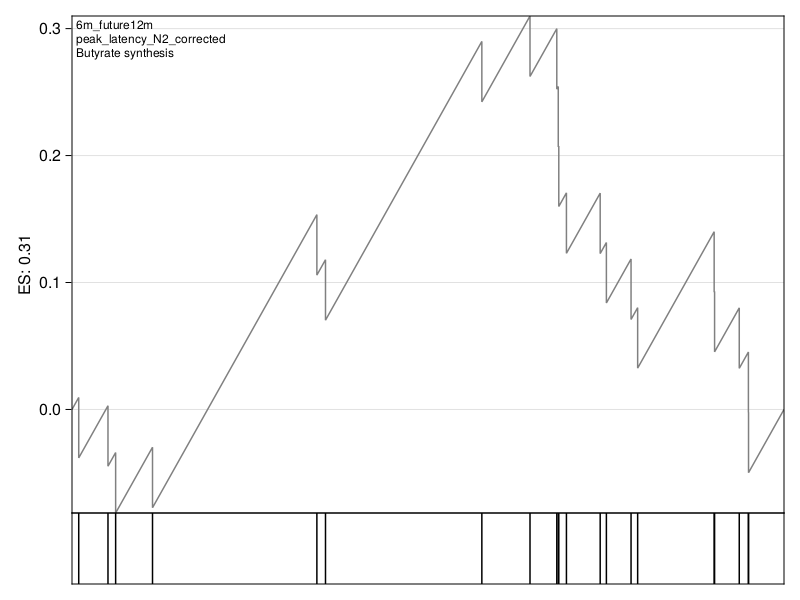 6m_future12m
peak_latency_N2_corrected
Butyrate synthesis
0.3
0.2
0.1
0.0
ES: 0.31